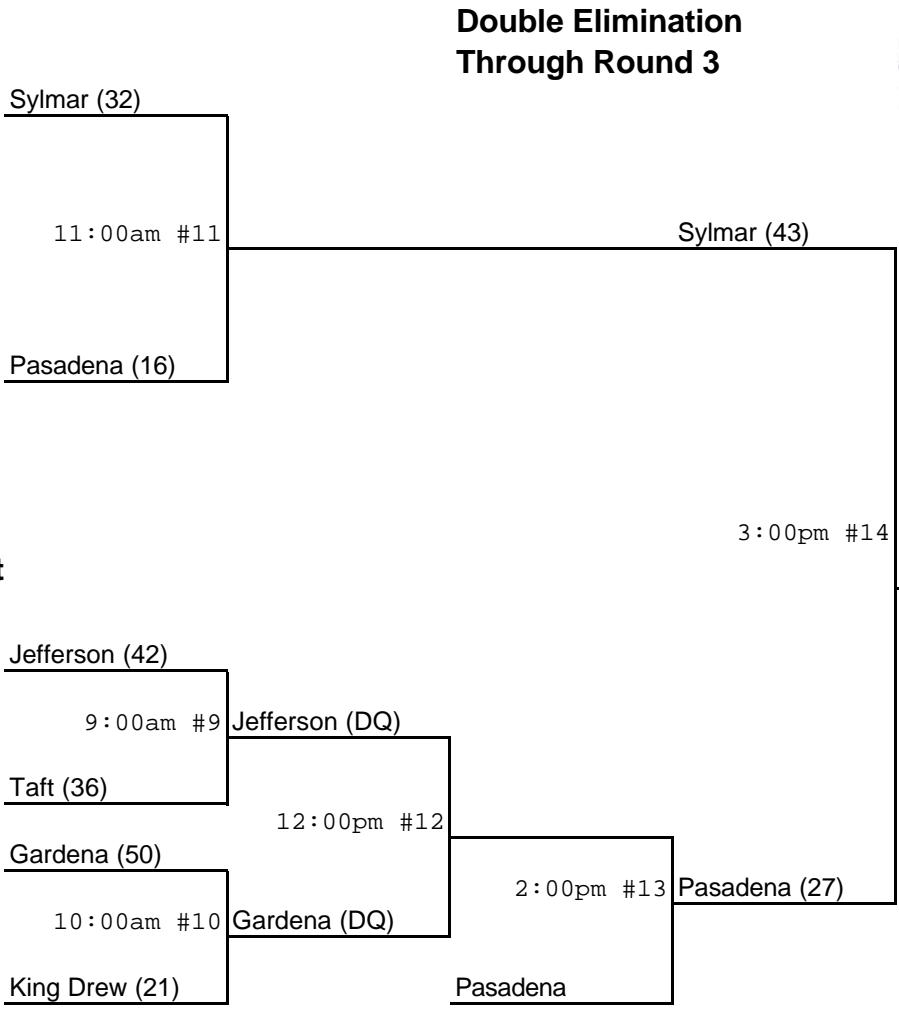 Double Elimination
Through Round 3
Sylmar (32)
11:00am #11
Sylmar (43)
Pasadena (16)
3:00pm #14
Jefferson (42)
9:00am #9
Jefferson (DQ)
Taft (36)
12:00pm #12
Gardena (50)
2:00pm #13
Pasadena (27)
10:00am #10
Gardena (DQ)
King Drew (21)
Pasadena